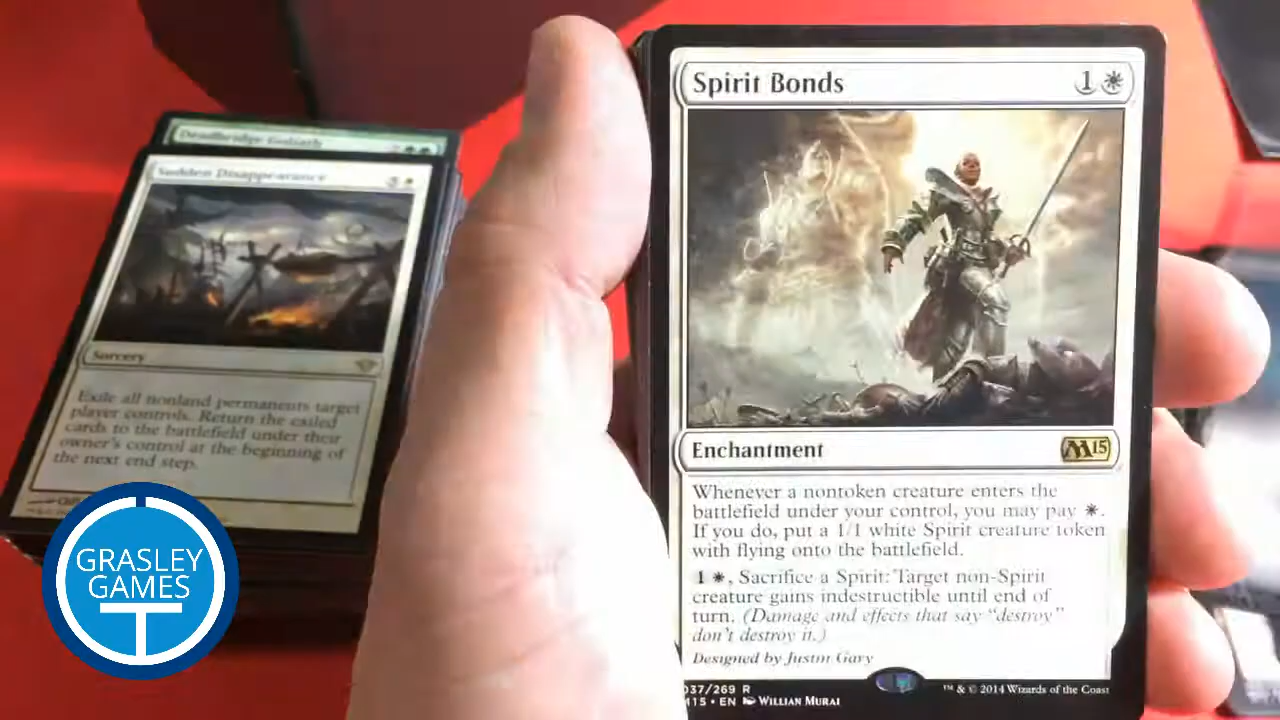 Deadbridge Goliath
Sudden Disappearance
3
Sorcery
Exile all nonland permanents target
player controls. Return the exiled
cards to the battlefield under their
owner's control at the beginning of
the next end step.
GRASLEY
GAMES
Spirit Bonds
1
Enchantment
M15
Whenever a nontoken creature enters the
battlefield under your control, you may pay
If you do, put a 1/1 white Spirit creature token
with flying onto the battlefield.
1 , Sacrifice a Spirit: Target non-Spirit
creature gains indestructible until end of
turn. (Damage and effects that say "destroy"
don't destroy it.)
Designed by Justin Gary
037/269 R
M15 • EN WILLIAN MURAI
™ & © 2014 Wizards of the Coast